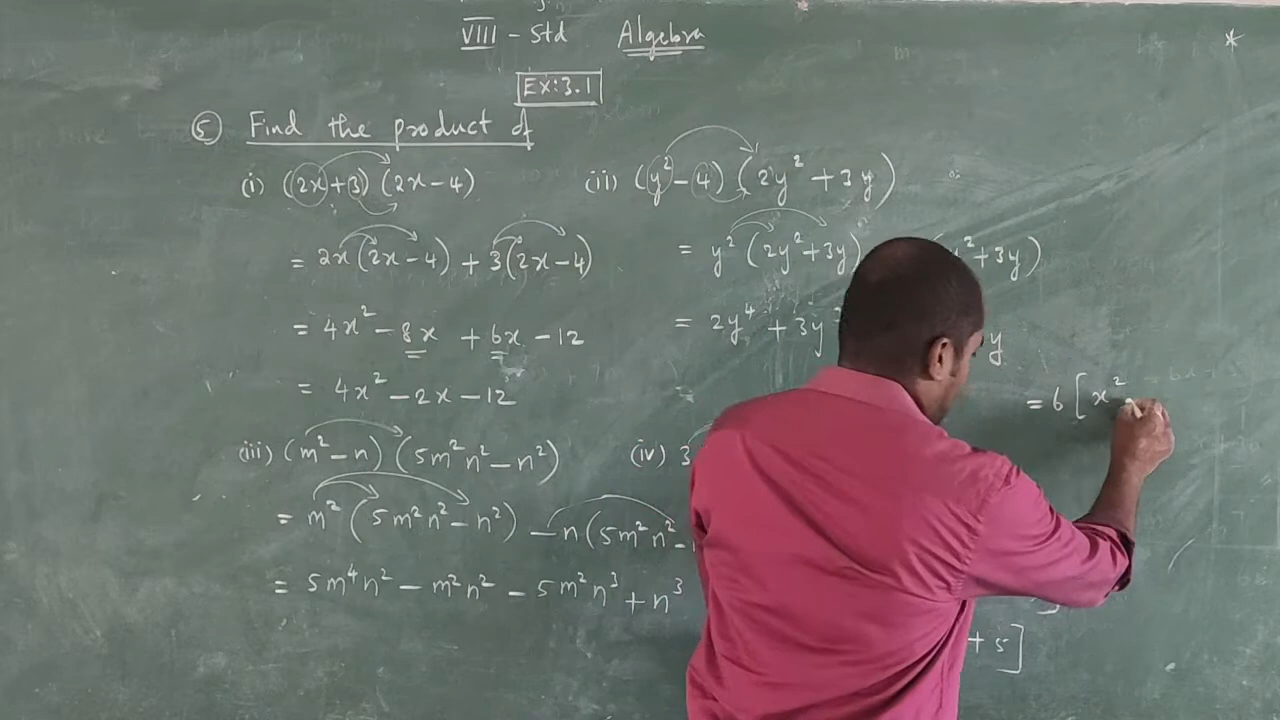 VIII - Std Algebra
*
Ex:3.1
⑤ Find the product of
(i) (2x+3) (2x-4)
= 2x(2x-4) + 3(2x-4)
= 4x² - 8x + 6x - 12
= 4x² - 2x - 12
(ii) (y² - 4) (2y² + 3y)
= y² (2y²+3y) y²+3y)
= 2y⁴ + 3y y
(iii) (m² - n) (5m²n² - n²)
= m² (5m²n² - n²) - n(5m²n² -
= 5m⁴n² - m²n² - 5m²n³ + n³
(iv) 3
= 6 [x²
+ 5]